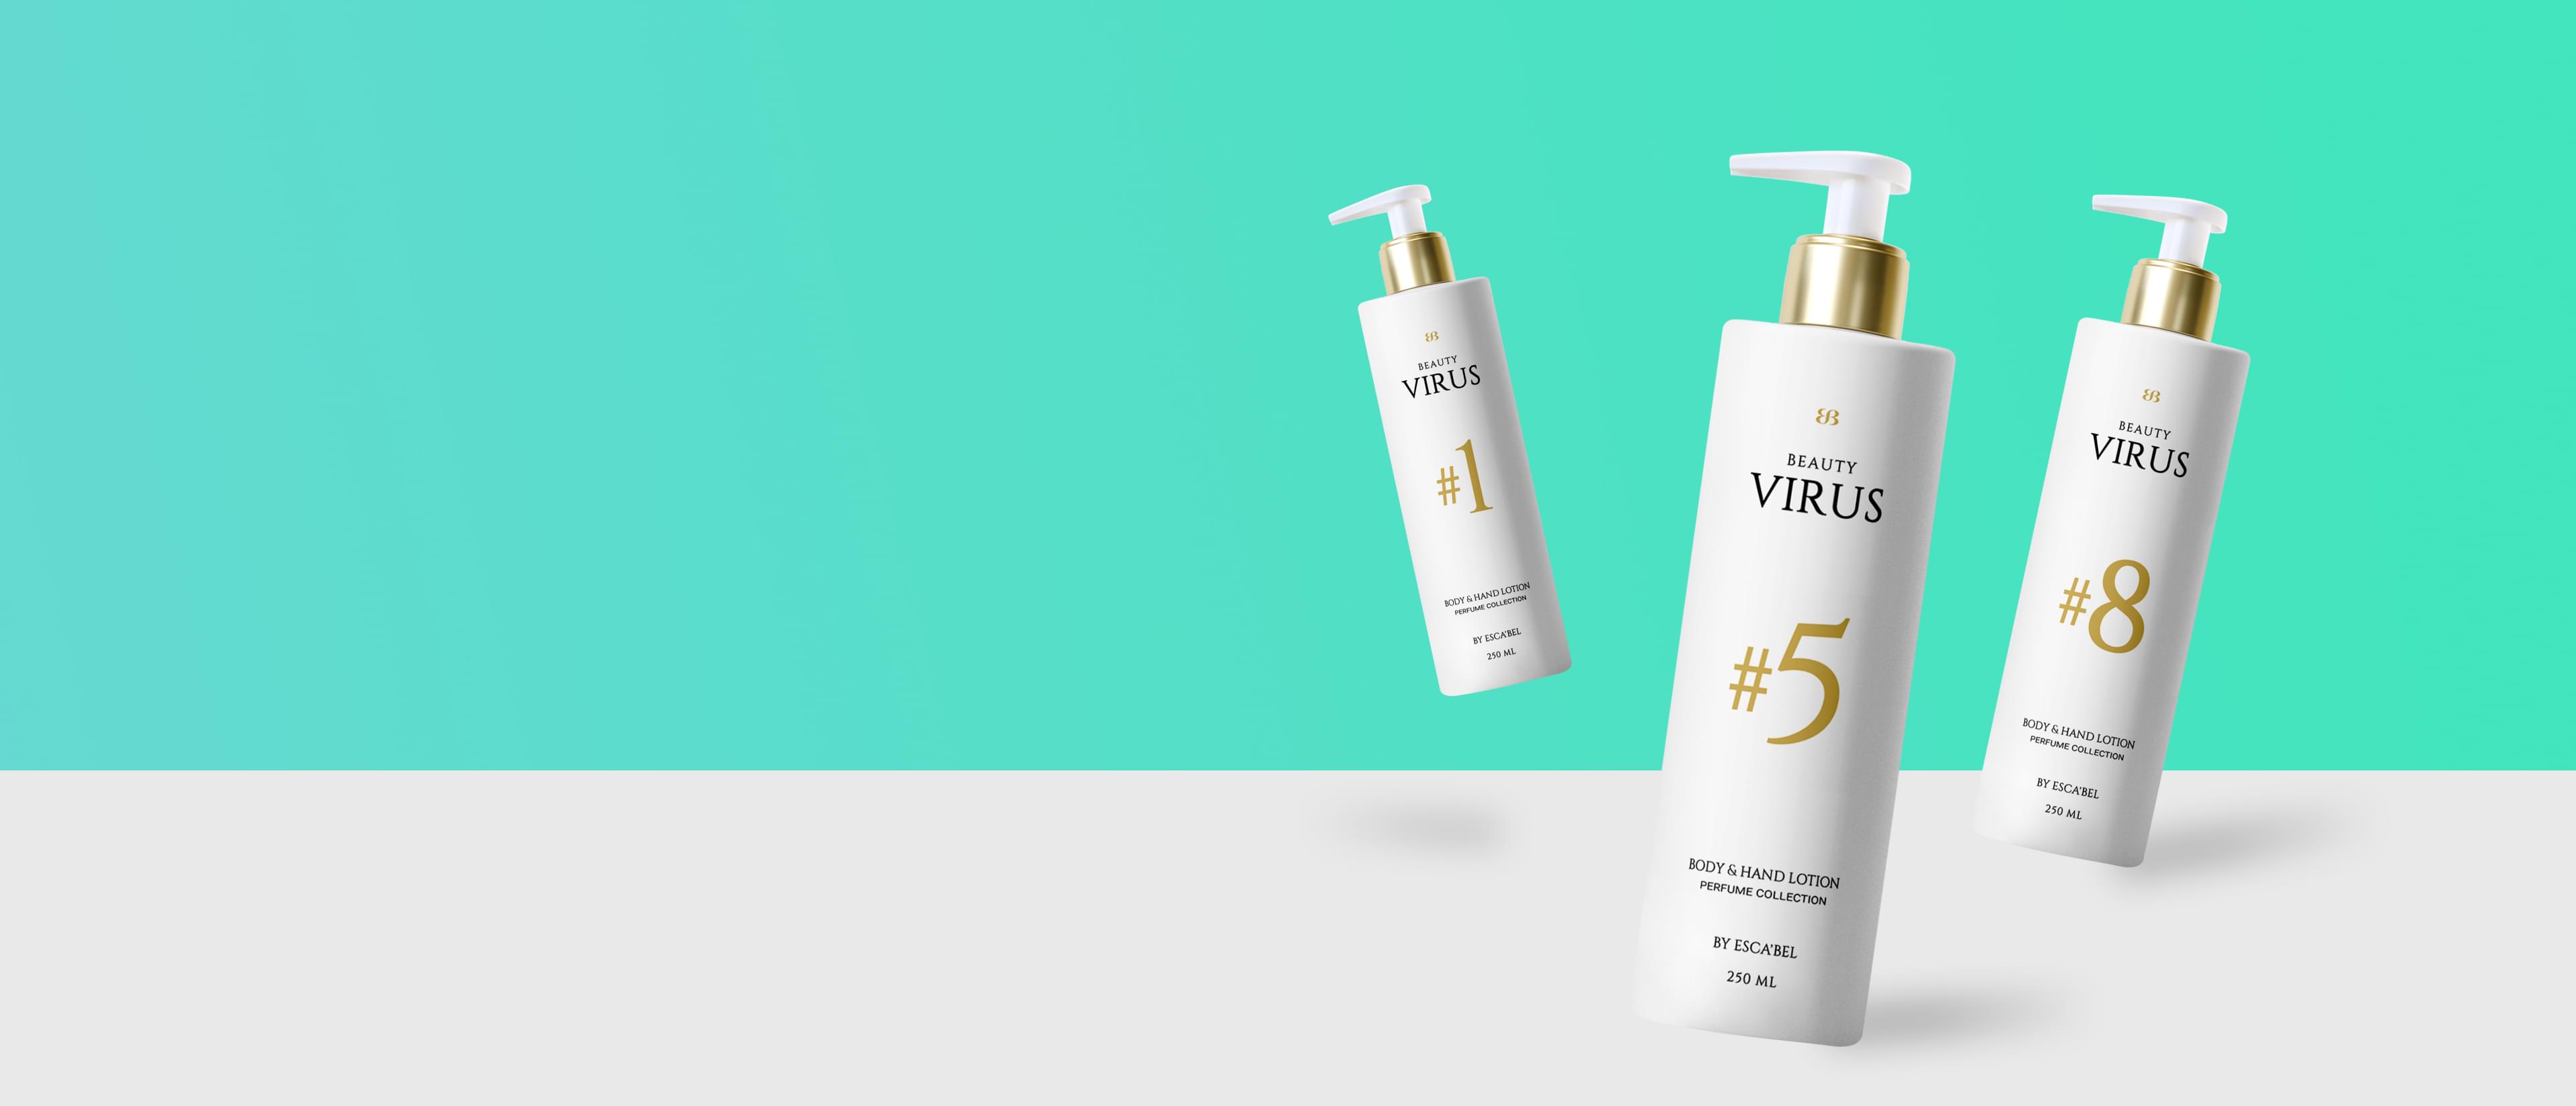 BEAUTY
VIRUS
#1
BODY & HAND LOTION
PERFUME COLLECTION
BY ESCA'BEL
250 ML
BEAUTY
VIRUS
#5
BODY & HAND LOTION
PERFUME COLLECTION
BY ESCA'BEL
250 ML
BEAUTY
VIRUS
#8
BODY & HAND LOTION
PERFUME COLLECTION
BY ESCA'BEL
250 ML